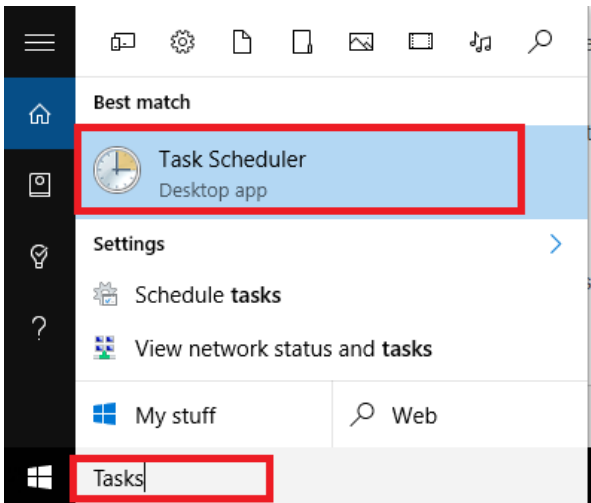 Best match
Task Scheduler
Desktop app
Settings
Schedule tasks
View network status and tasks
My stuff
Web
Tasks